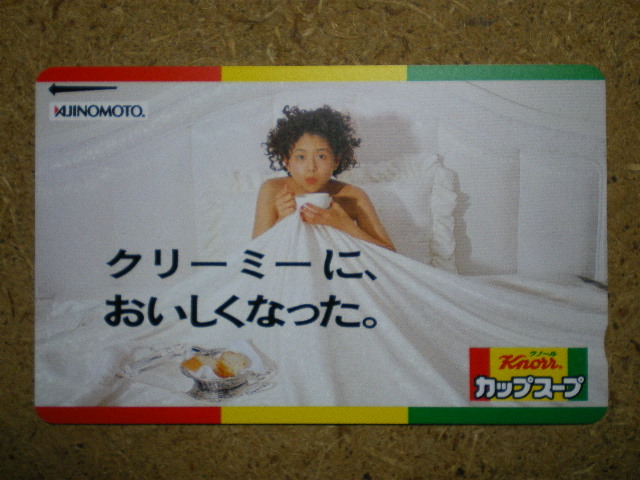 AJINOMOTO.
クリーミーに、
おいしくなった。
クノール
Knorr®
カップスープ